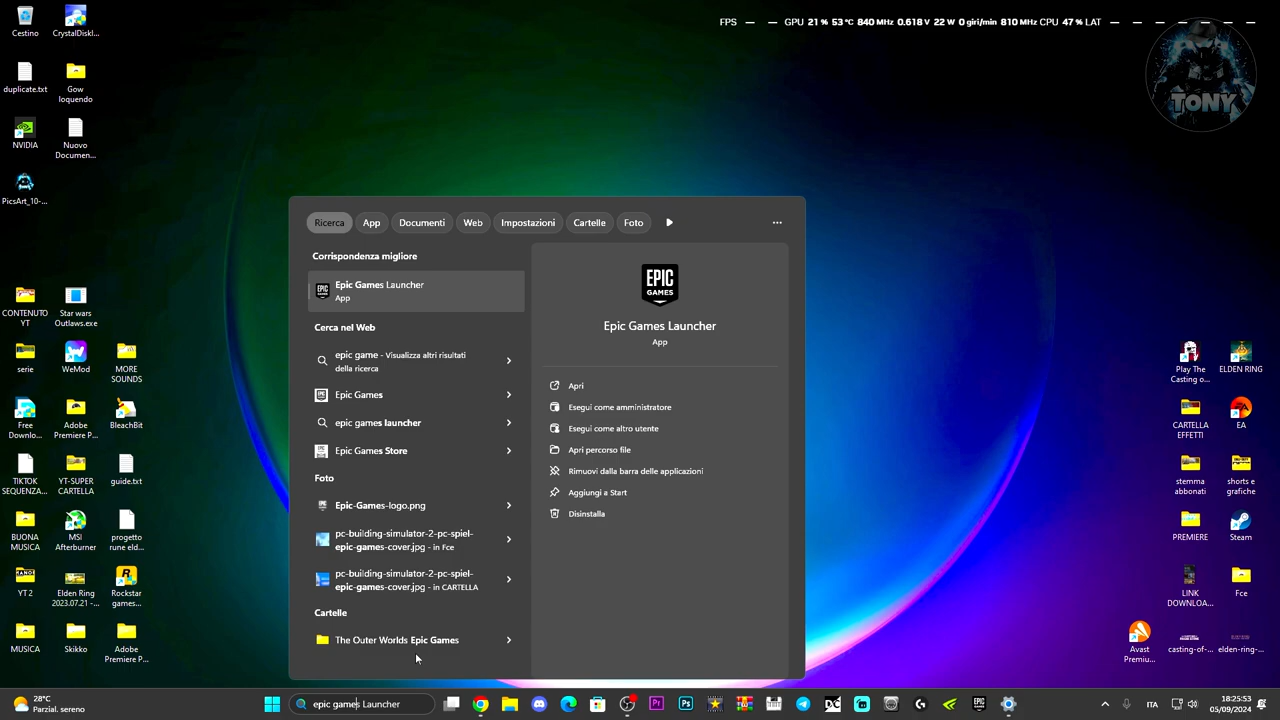 FPS — — GPU 21 % 53 °C 840 MHz 0.618 V 22 W 0 giri/min 810 MHz CPU 47 % LAT — — — — — —
TONY
Cestino
CrystalDiskI...
duplicate.txt
Gow loquendo
NVIDIA
Nuovo Documen...
PicsArt_10-...
CONTENUTO YT
Star wars Outlaws.exe
serie
WeMod
MORE SOUNDS
Free Downlo...
Adobe Premiere P...
BleachBit
TIKTOK SEQUENZA...
YT-SUPER CARTELLA
guide.txt
BUONA MUSICA
MSI Afterburner
progetto rune eld...
YT 2
Elden Ring 2023.07.21 -...
Rockstar games...
MUSICA
Skikko
Adobe Premiere P...
Ricerca
App
Documenti
Web
Impostazioni
Cartelle
Foto
Corrispondenza migliore
Epic Games Launcher
App
Cerca nel Web
epic game - Visualizza altri risultati
della ricerca
Epic Games
epic games launcher
Epic Games Store
Foto
Epic-Games-logo.png
pc-building-simulator-2-pc-spiel-
epic-games-cover.jpg - in Fce
pc-building-simulator-2-pc-spiel-
epic-games-cover.jpg - in CARTELLA
Cartelle
The Outer Worlds Epic Games
EPIC
GAMES
Epic Games Launcher
App
Apri
Esegui come amministratore
Esegui come altro utente
Apri percorso file
Rimuovi dalla barra delle applicazioni
Aggiungi a Start
Disinstalla
Play The Casting o...
ELDEN RING
CARTELLA EFFETTI
EA
stemma abbonati
shorts e grafiche
PREMIERE
Steam
LINK DOWNLOA...
Fce
Avast Premiu...
casting-of-...
elden-ring-...
28°C
Parzial. sereno
epic games Launcher
ITA
18:25:53
05/09/2024